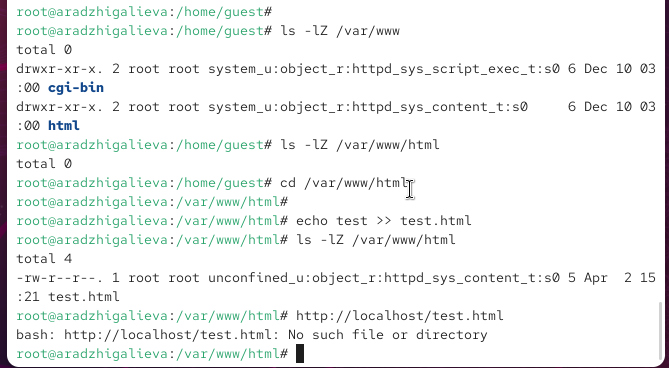 root@aradzhigalieva:/home/guest#
root@aradzhigalieva:/home/guest# ls -lZ /var/www
total 0
drwxr-xr-x. 2 root root system_u:object_r:httpd_sys_script_exec_t:s0 6 Dec 10 03
:00 cgi-bin
drwxr-xr-x. 2 root root system_u:object_r:httpd_sys_content_t:s0     6 Dec 10 03
:00 html
root@aradzhigalieva:/home/guest# ls -lZ /var/www/html
total 0
root@aradzhigalieva:/home/guest# cd /var/www/html
root@aradzhigalieva:/var/www/html#
root@aradzhigalieva:/var/www/html# echo test >> test.html
root@aradzhigalieva:/var/www/html# ls -lZ /var/www/html
total 4
-rw-r--r--. 1 root root unconfined_u:object_r:httpd_sys_content_t:s0 5 Apr  2 15
:21 test.html
root@aradzhigalieva:/var/www/html# http://localhost/test.html
bash: http://localhost/test.html: No such file or directory
root@aradzhigalieva:/var/www/html#